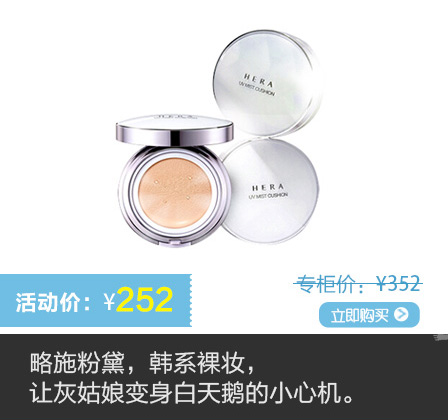 HERA
UV MIST CUSHION
HERA
HERA
UV MIST CUSHION
专柜价：¥352
活动价：¥252
立即购买
略施粉黛，韩系裸妆，
让灰姑娘变身白天鹅的小心机。